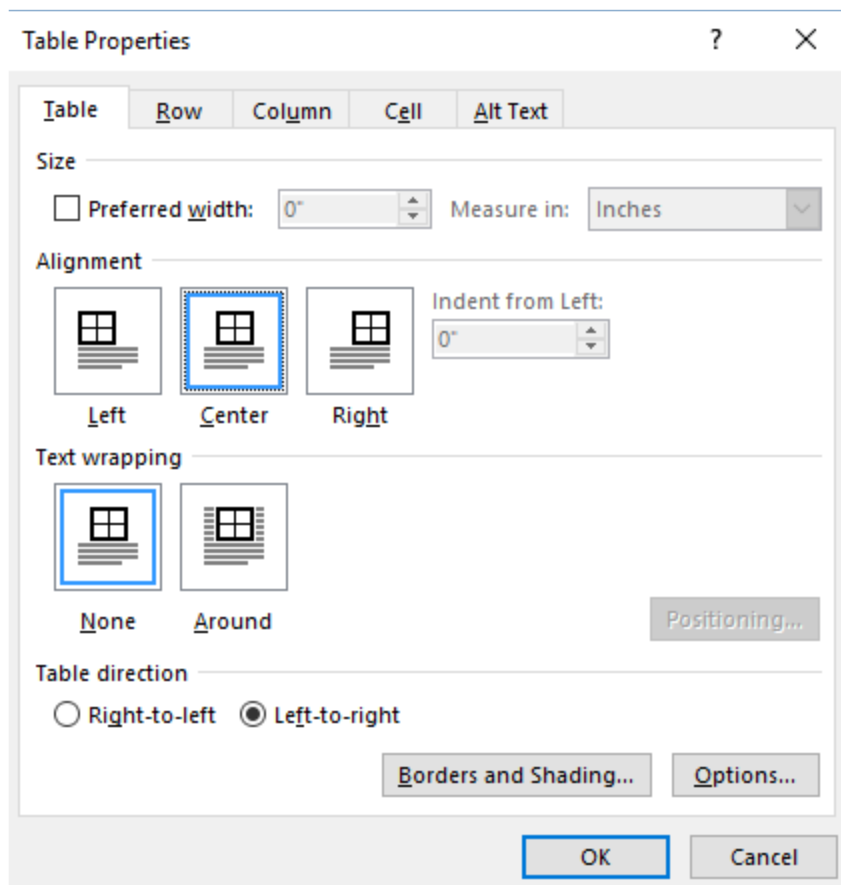 Table Properties ?
Table Row Column Cell Alt Text
Size
Preferred width: 0" Measure in: Inches
Alignment
Indent from Left:
0"
Left Center Right
Text wrapping
None Around
Positioning...
Table direction
Right-to-left Left-to-right
Borders and Shading... Options...
OK Cancel